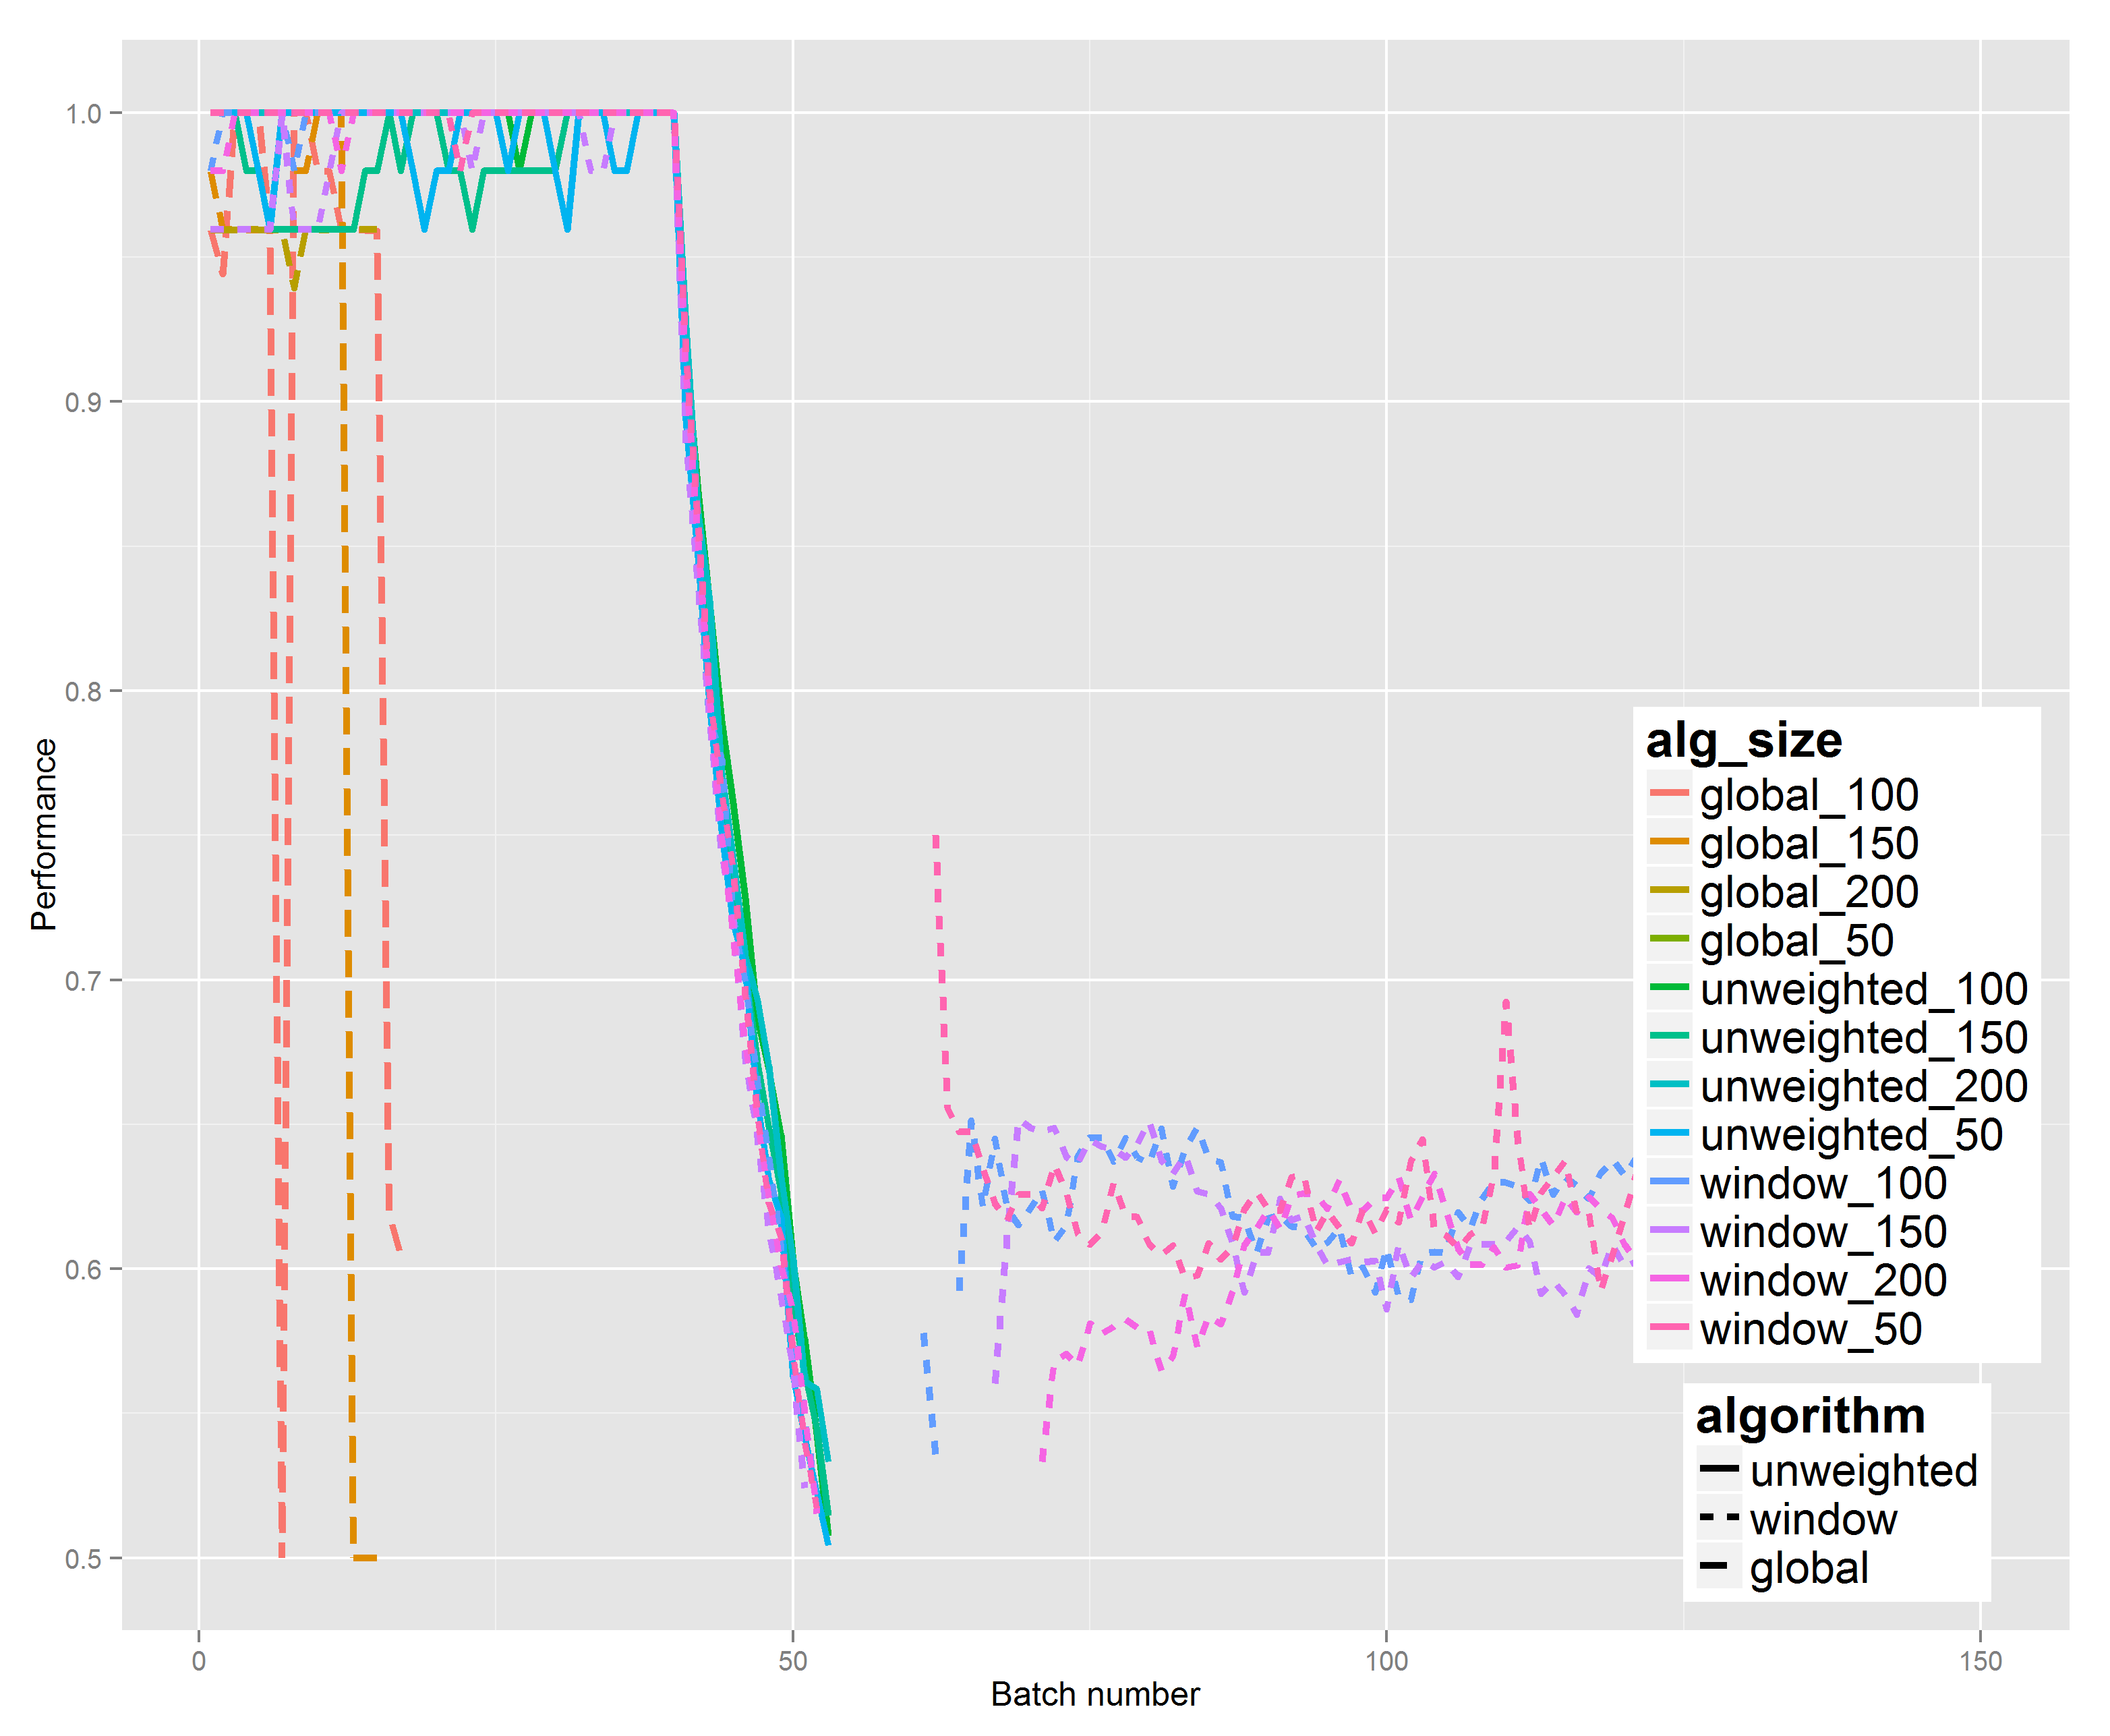 1.0
0.9
0.8
0.7
0.6
0.5
Performance
0
50
100
150
Batch number
alg_size
global_100
global_150
global_200
global_50
unweighted_100
unweighted_150
unweighted_200
unweighted_50
window_100
window_150
window_200
window_50
algorithm
unweighted
window
global